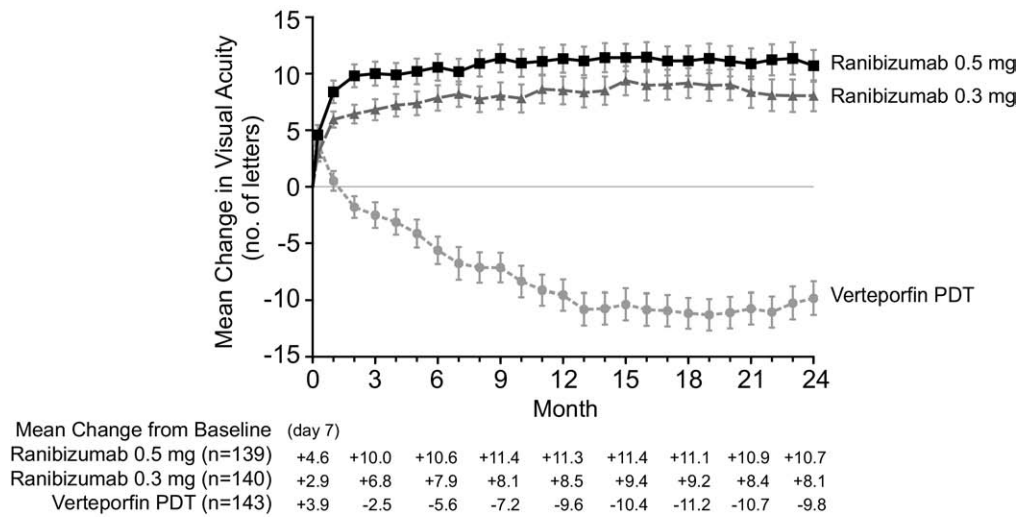 Mean Change in Visual Acuity
(no. of letters)
15
10
5
0
-5
-10
-15
Ranibizumab 0.5 mg
Ranibizumab 0.3 mg
Verteporfin PDT
0 3 6 9 12 15 18 21 24
Month
Mean Change from Baseline (day 7)
Ranibizumab 0.5 mg (n=139) +4.6 +10.0 +10.6 +11.4 +11.3 +11.4 +11.1 +10.9 +10.7
Ranibizumab 0.3 mg (n=140) +2.9 +6.8 +7.9 +8.1 +8.5 +9.4 +9.2 +8.4 +8.1
Verteporfin PDT (n=143) +3.9 -2.5 -5.6 -7.2 -9.6 -10.4 -11.2 -10.7 -9.8